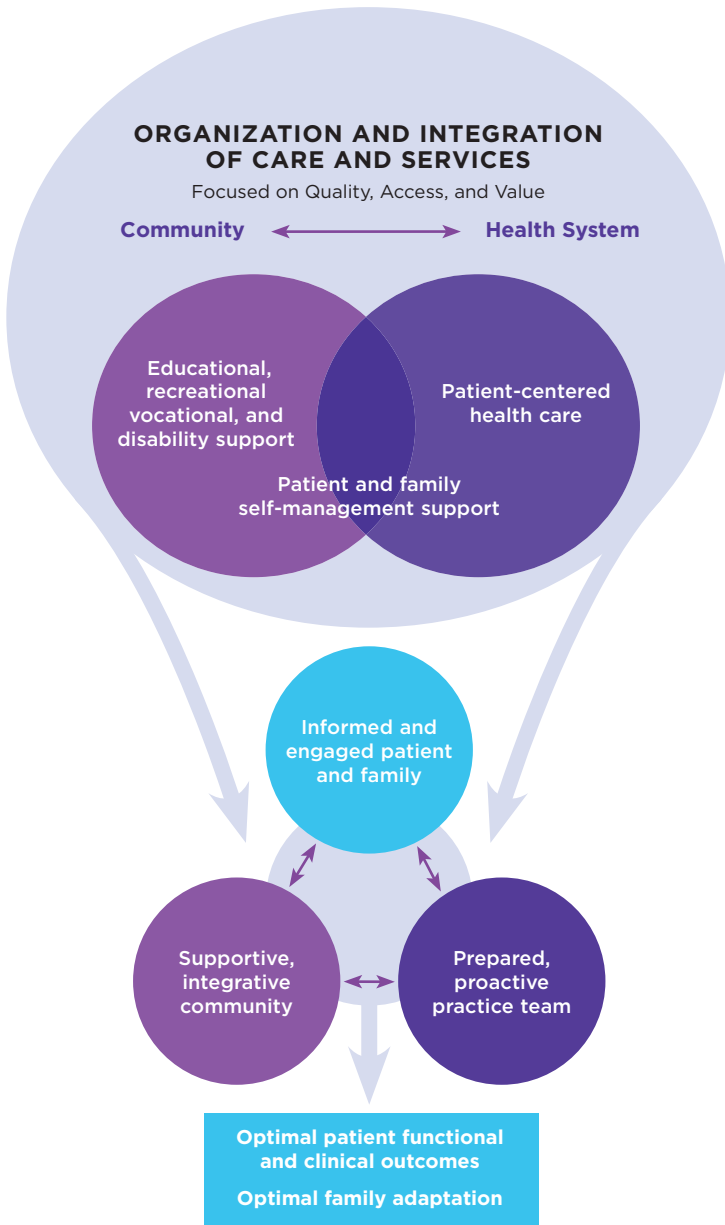 ORGANIZATION AND INTEGRATION
OF CARE AND SERVICES
Focused on Quality, Access, and Value
Community
Health System
Educational,
recreational
vocational, and
disability support
Patient-centered
health care
Patient and family
self-management support
Informed and
engaged patient
and family
Supportive,
integrative
community
Prepared,
proactive
practice team
Optimal patient functional
and clinical outcomes
Optimal family adaptation